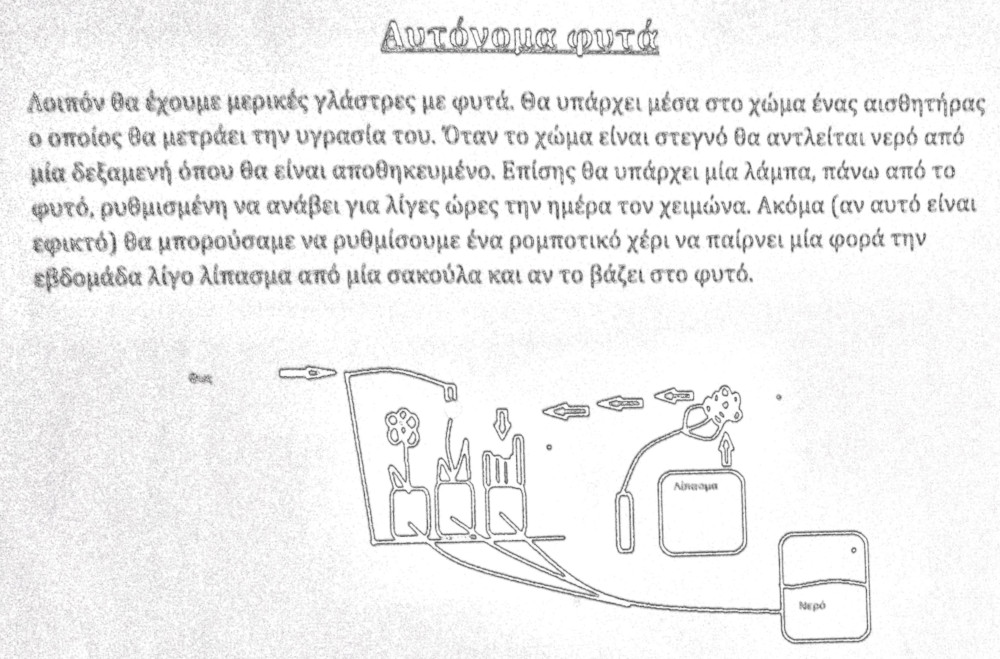 Αυτόνομα φυτά
Λοιπόν θα έχουμε μερικές γλάστρες με φυτά. Θα υπάρχει μέσα στο χώμα ένας αισθητήρας
ο οποίος θα μετράει την υγρασία του. Όταν το χώμα είναι στεγνό θα αντλείται νερό από
μία δεξαμενή όπου θα είναι αποθηκευμένο. Επίσης θα υπάρχει μία λάμπα, πάνω από το
φυτό, ρυθμισμένη να ανάβει για λίγες ώρες την ημέρα τον χειμώνα. Ακόμα (αν αυτό είναι
εφικτό) θα μπορούσαμε να ρυθμίσουμε ένα ρομποτικό χέρι να παίρνει μία φορά την
εβδομάδα λίγο λίπασμα από μία σακούλα και αν το βάζει στο φυτό.
Φως
Λίπασμα
Νερό